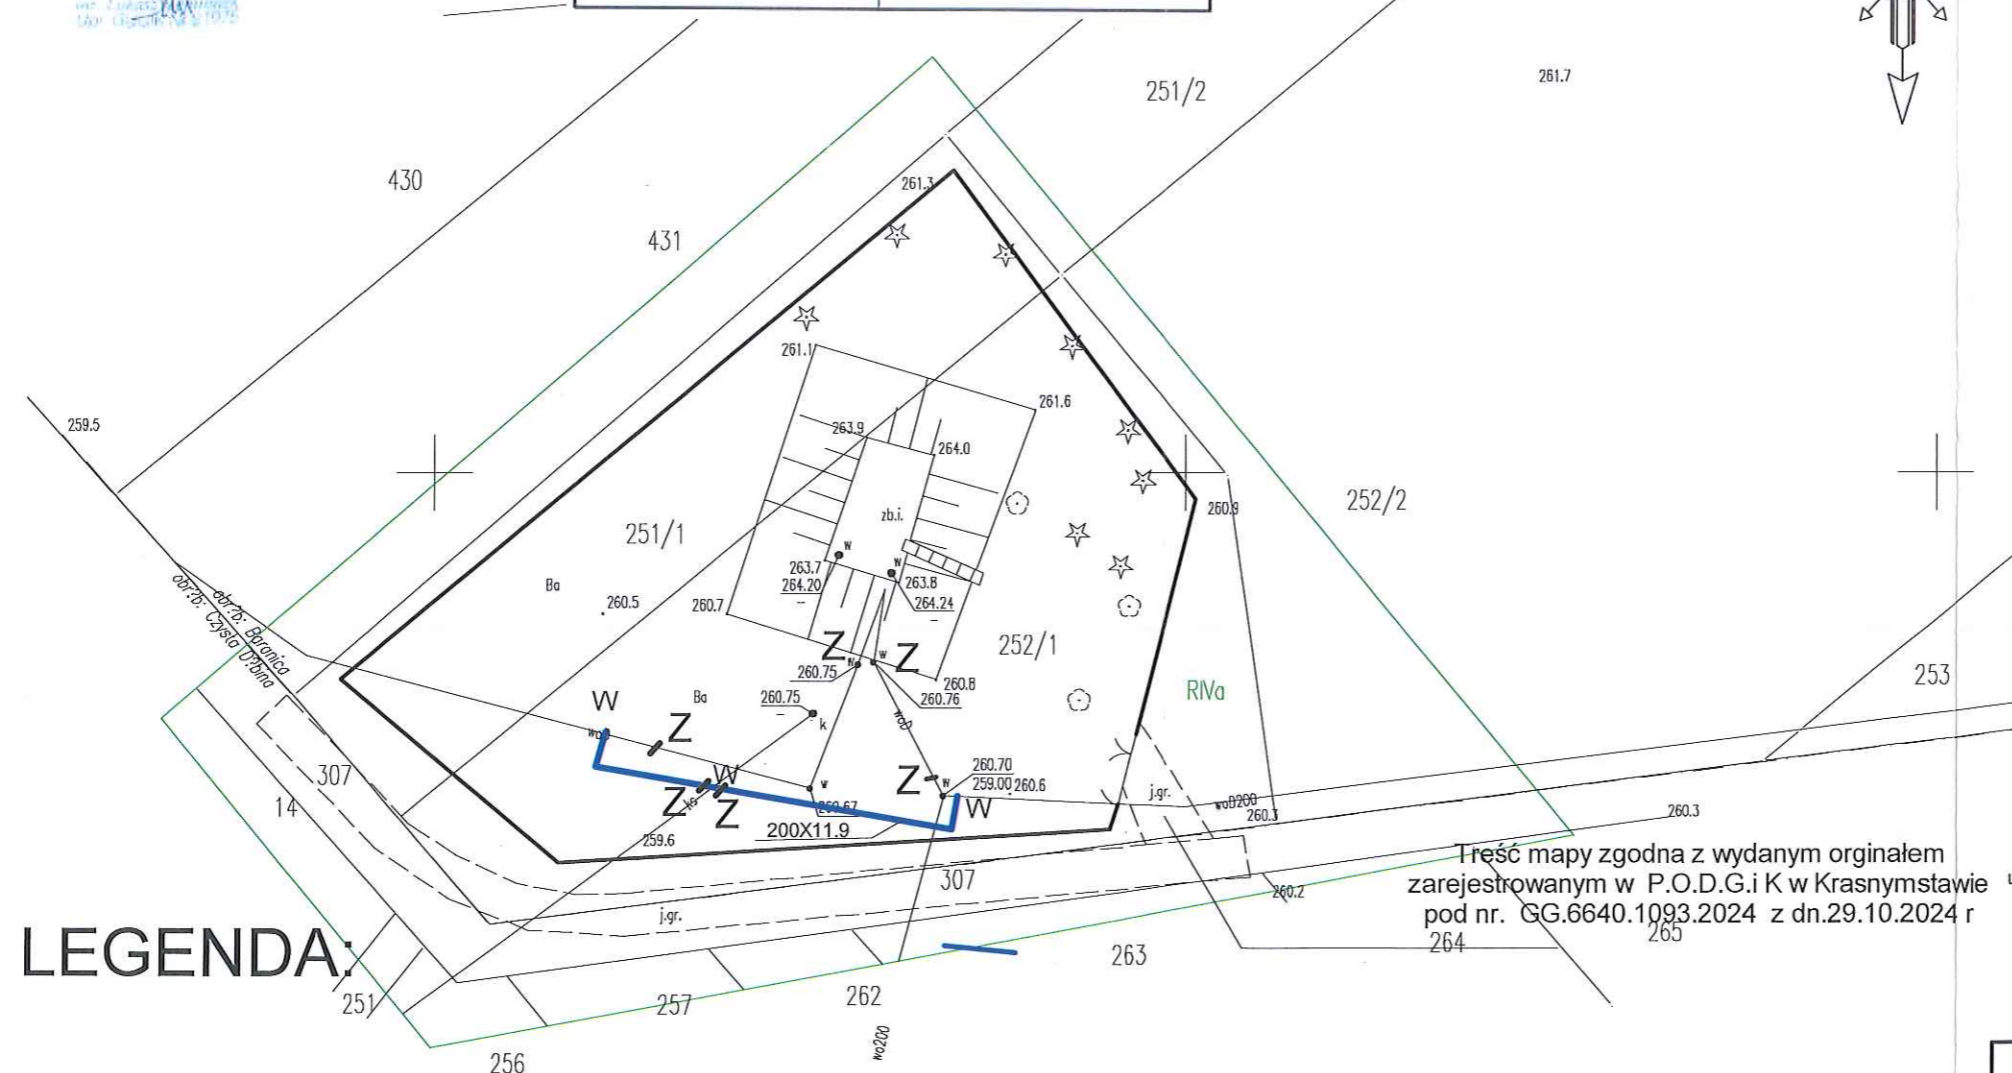 251/2
261.7
430
261.3
431
261.1
261.6
259.5
263.9
264.0
252/2
260.9
zb.i.
251/1
w
w
263.7
263.8
264.20
264.24
Ba
260.5
260.7
252/1
obr?b: Baranica
obr?b: Czysta D?bina
Z
w
w
Z
260.75
260.8
260.76
253
RIVa
W
Ba
260.75
k
woD
Z
307
W
w
Z
w
260.70
259.00
260.6
j.gr.
woD200
260.3
14
Z
ks
Z
W
200X11.9
259.6
260.3
307
260.2
Treść mapy zgodna z wydanym orginałem
zarejestrowanym w P.O.D.G.i K w Krasnymstawie
pod nr. GG.6640.1093.2024 z dn.29.10.2024 r
j.gr.
LEGENDA:
263
264
265
251
257
262
wo200
256